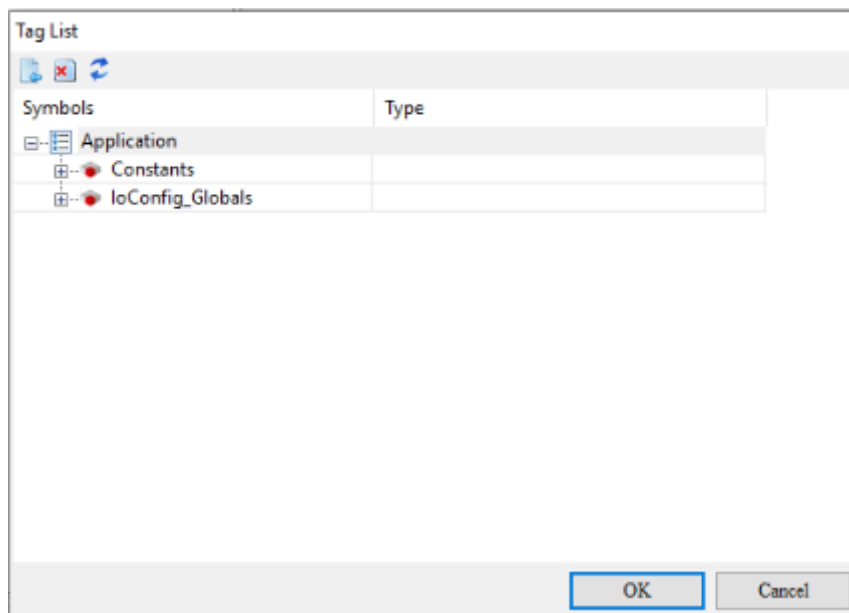 Tag List
Symbols Type
Application
Constants
IoConfig_Globals
OK Cancel